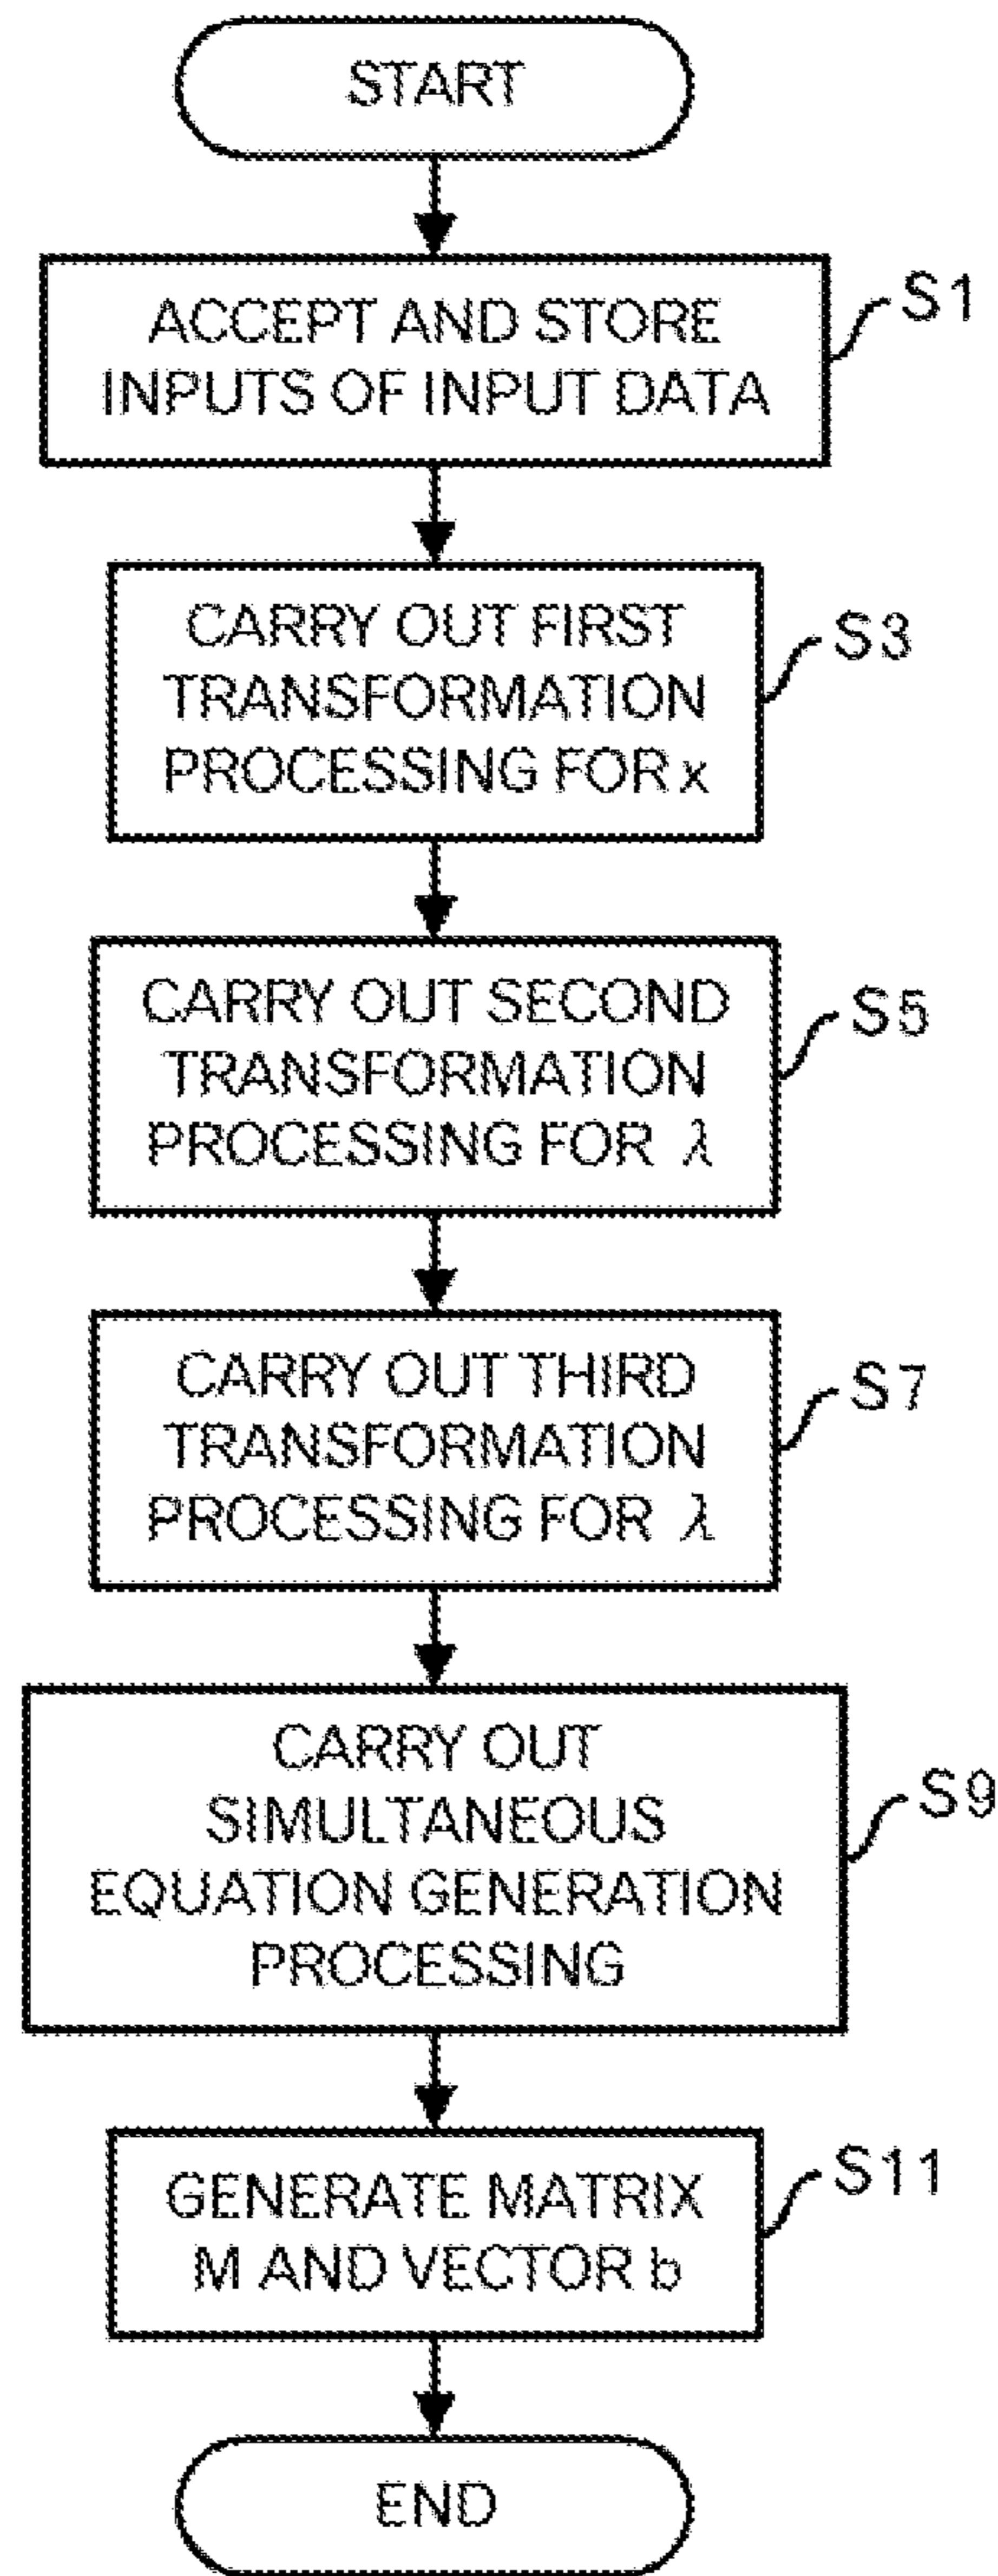 START
ACCEPT AND STORE
INPUTS OF INPUT DATA
S1
CARRY OUT FIRST
TRANSFORMATION
PROCESSING FOR x
S3
CARRY OUT SECOND
TRANSFORMATION
PROCESSING FOR λ
S5
CARRY OUT THIRD
TRANSFORMATION
PROCESSING FOR λ
S7
CARRY OUT
SIMULTANEOUS
EQUATION GENERATION
PROCESSING
S9
GENERATE MATRIX
M AND VECTOR b
S11
END